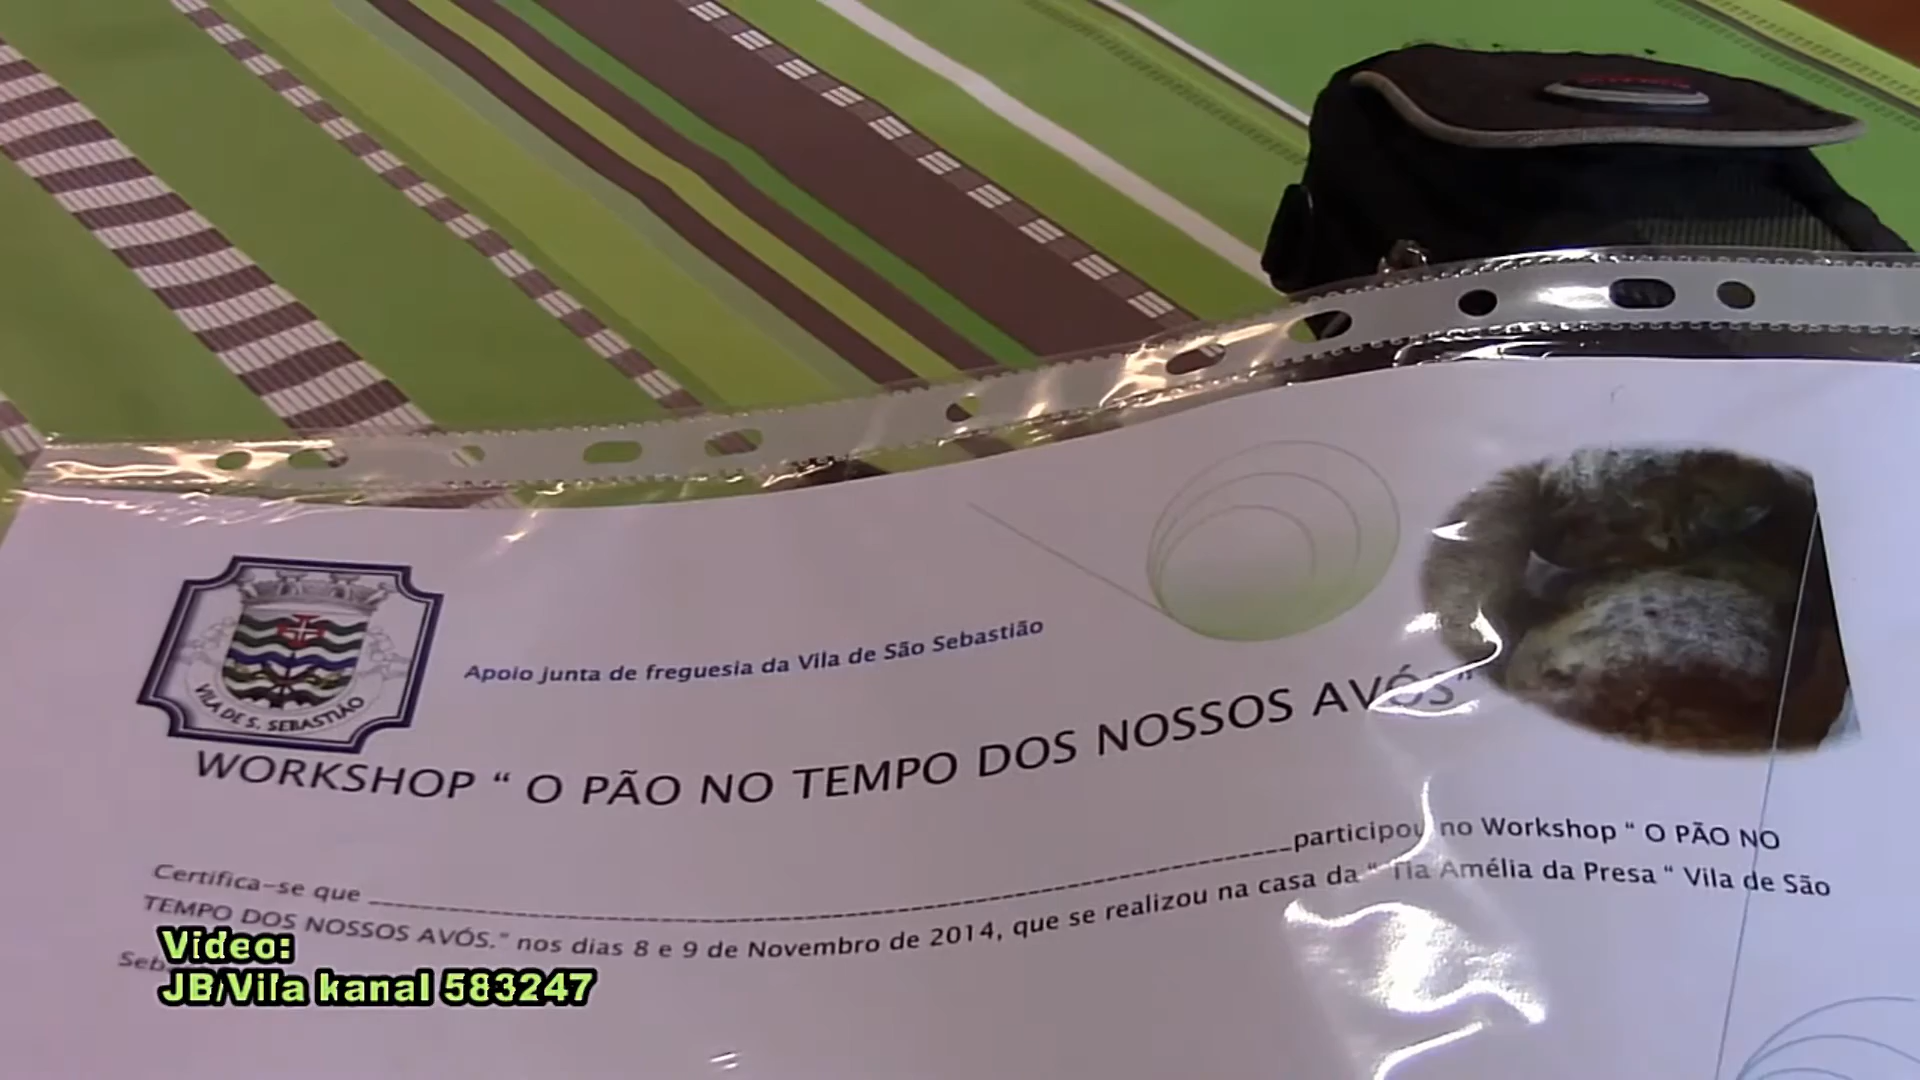 VILA DE S. SEBASTIÃO
Apoio junta de freguesia da Vila de São Sebastião
WORKSHOP “ O PÃO NO TEMPO DOS NOSSOS AVÓS”
Certifica-se que ______________________participou no Workshop “ O PÃO NO
TEMPO DOS NOSSOS AVÓS.” nos dias 8 e 9 de Novembro de 2014, que se realizou na casa da “ Tia Amélia da Presa “ Vila de São
Video:
JB/Vila kanal 583247